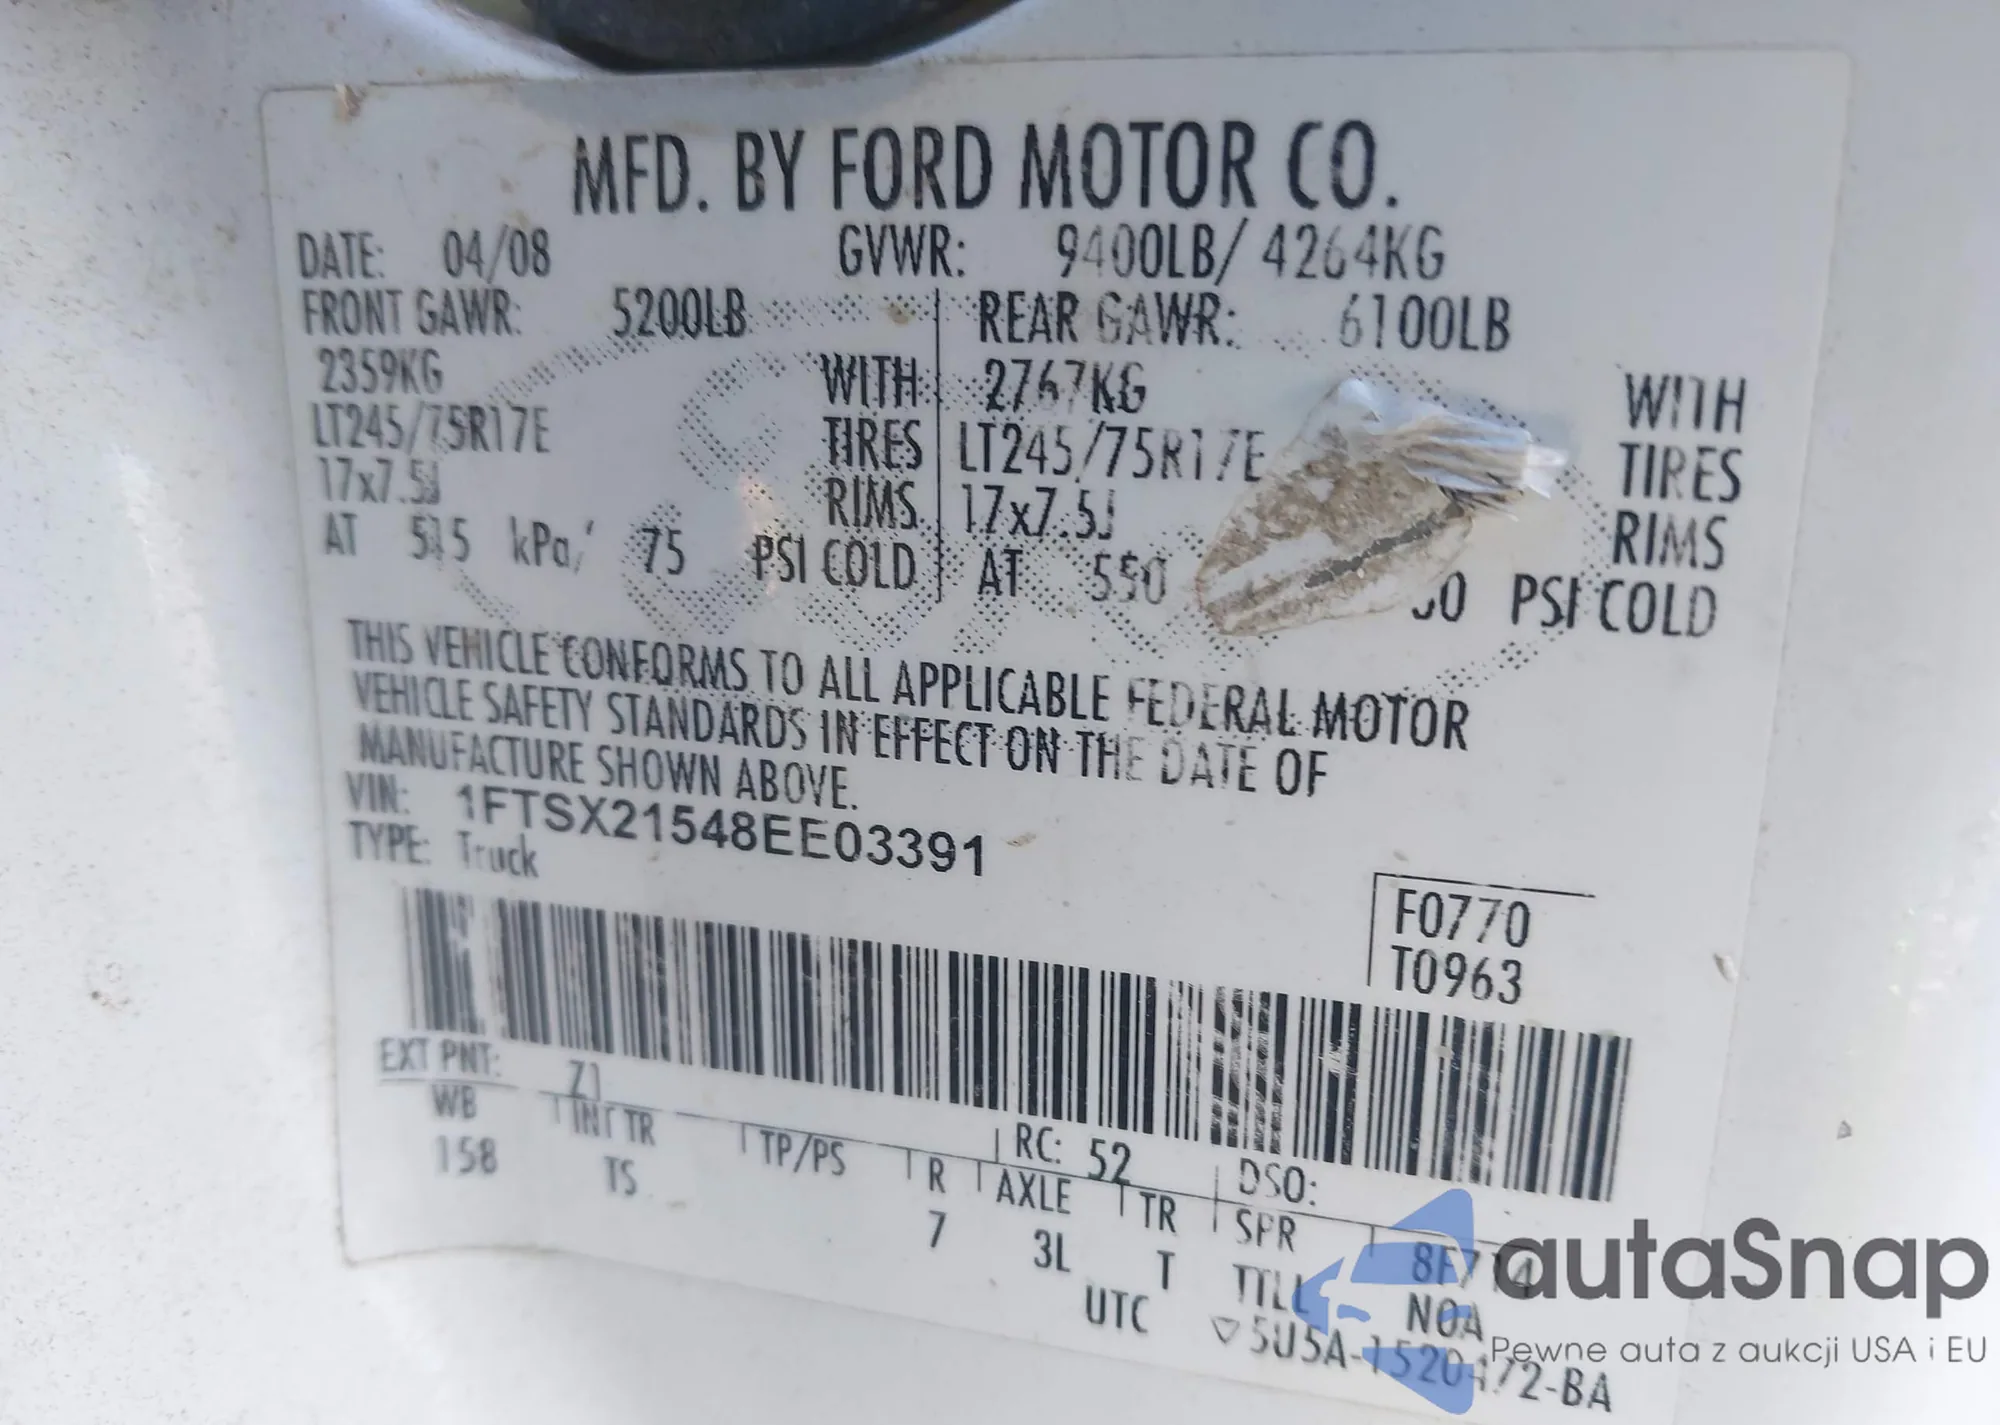 MFD. BY FORD MOTOR CO.
DATE: 04/08 GVWR: 9400LB/ 4264KG
FRONT GAWR: 5200LB REAR GAWR: 6100LB
2359KG WITH 2767KG WITH
LT245/75R17E TIRES LT245/75R17E TIRES
17x7.5J RIMS 17x7.5J RIMS
AT 515 kPa/ 75 PSI COLD AT 550 PSI COLD
THIS VEHICLE CONFORMS TO ALL APPLICABLE FEDERAL MOTOR
VEHICLE SAFETY STANDARDS IN EFFECT ON THE DATE OF
MANUFACTURE SHOWN ABOVE.
VIN: 1FTSX21548EE03391
TYPE: Truck
F0770
T0963
EXT PNT: Z1 RC: 52 DSO:
WB INT TR TP/PS R AXLE TR SPR
158 TS 7 3L T TTLL
UTC NOA
autaSnap
Pewne auta z aukcji USA i EU